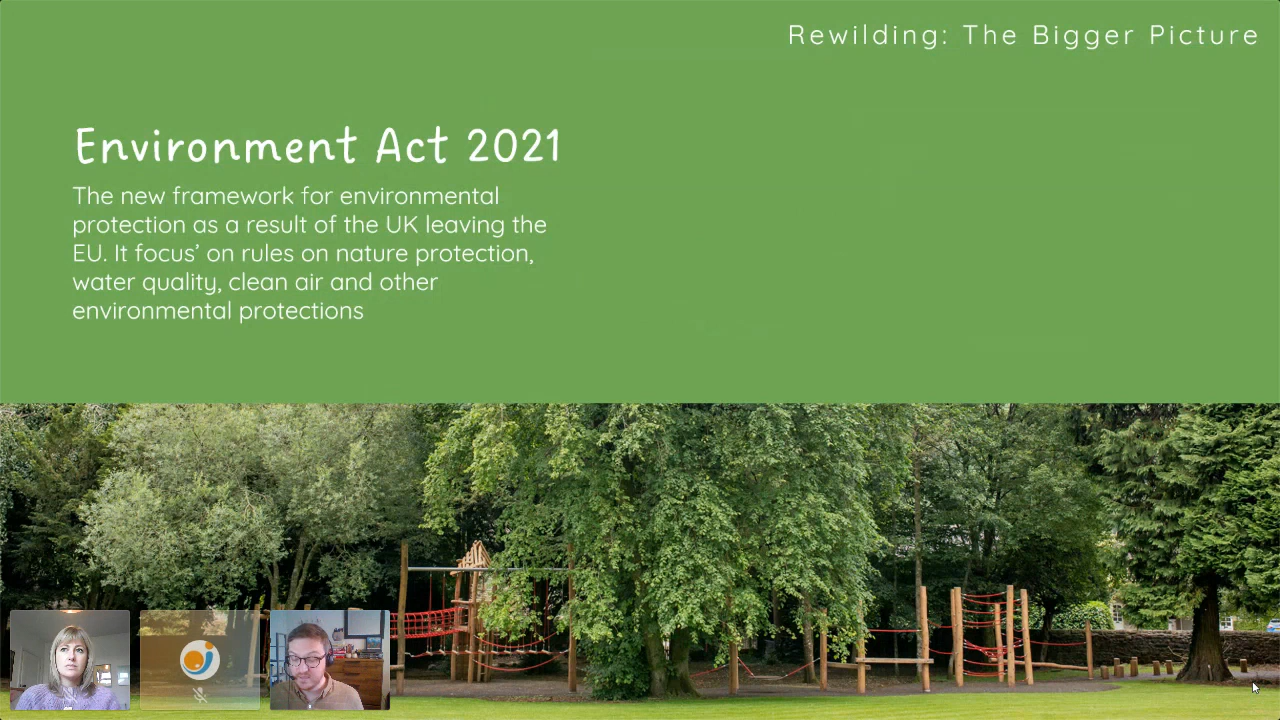 Rewilding: The Bigger Picture
Environment Act 2021
The new framework for environmental
protection as a result of the UK leaving the
EU. It focus’ on rules on nature protection,
water quality, clean air and other
environmental protections